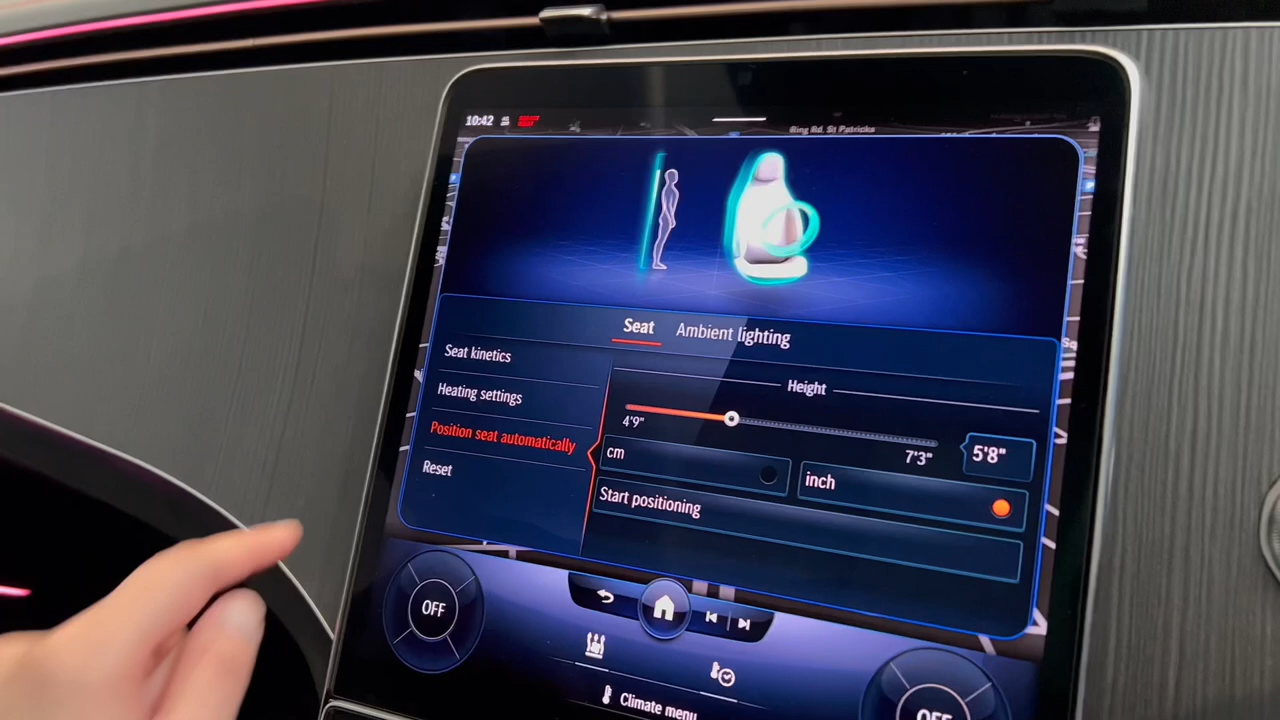 10:42
Ring Rd, St Patricks
Seat
Ambient lighting
Seat kinetics
Heating settings
Position seat automatically
Reset
Height
4'9"
7'3"
5'8"
cm
inch
Start positioning
OFF
OFF
Climate menu